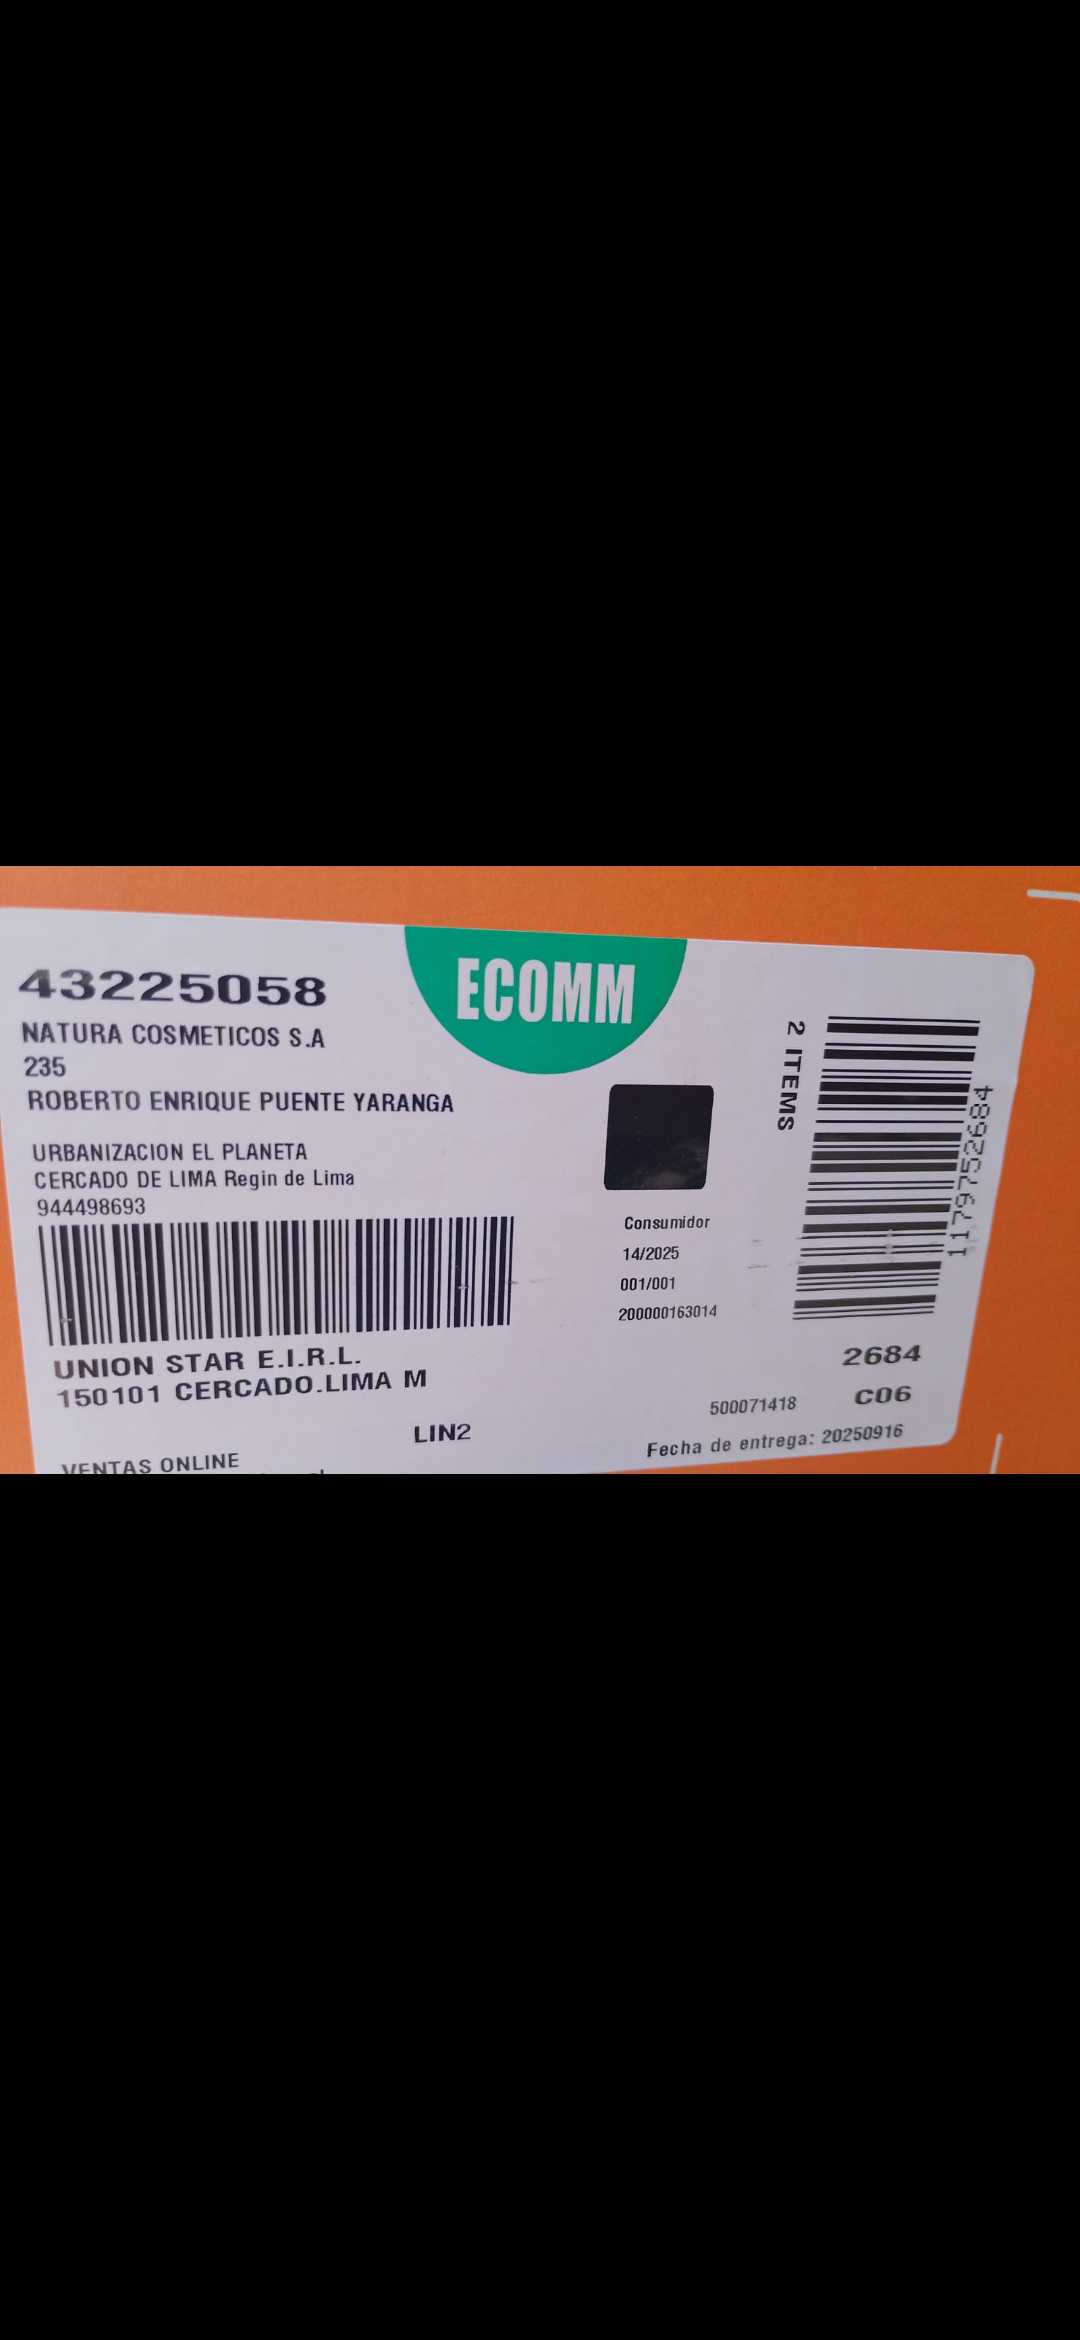 43225058
ECOMM
NATURA COSMETICOS S.A
235
ROBERTO ENRIQUE PUENTE YARANGA
URBANIZACION EL PLANETA
CERCADO DE LIMA Regin de Lima
944498693
UNION STAR E.I.R.L.
150101 CERCADO.LIMA M
LIN2
VENTAS ONLINE
Consumidor
14/2025
001/001
200000163014
2 ITEMS
1179752684
2684
500071418
C06
Fecha de entrega: 20250916